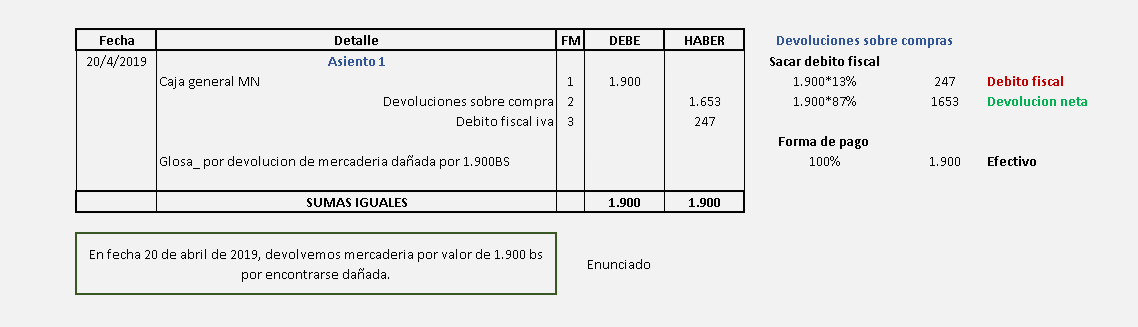 Fecha Detalle FM DEBE HABER Devoluciones sobre compras
20/4/2019 Asiento 1 Sacar debito fiscal
Caja general MN 1 1.900 1.900*13% 247 Debito fiscal
Devoluciones sobre compra 2 1.653 1.900*87% 1653 Devolucion neta
Debito fiscal iva 3 247
Forma de pago
Glosa_ por devolucion de mercaderia dañada por 1.900BS 100% 1.900 Efectivo
SUMAS IGUALES 1.900 1.900
En fecha 20 de abril de 2019, devolvemos mercaderia por valor de 1.900 bs
por encontrarse dañada.
Enunciado